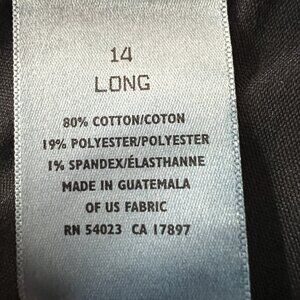 14
LONG
80% COTTON/COTON
19% POLYESTER/POLYESTER
1% SPANDEX/ÉLASTHANNE
MADE IN GUATEMALA
OF US FABRIC
RN 54023 CA 17897